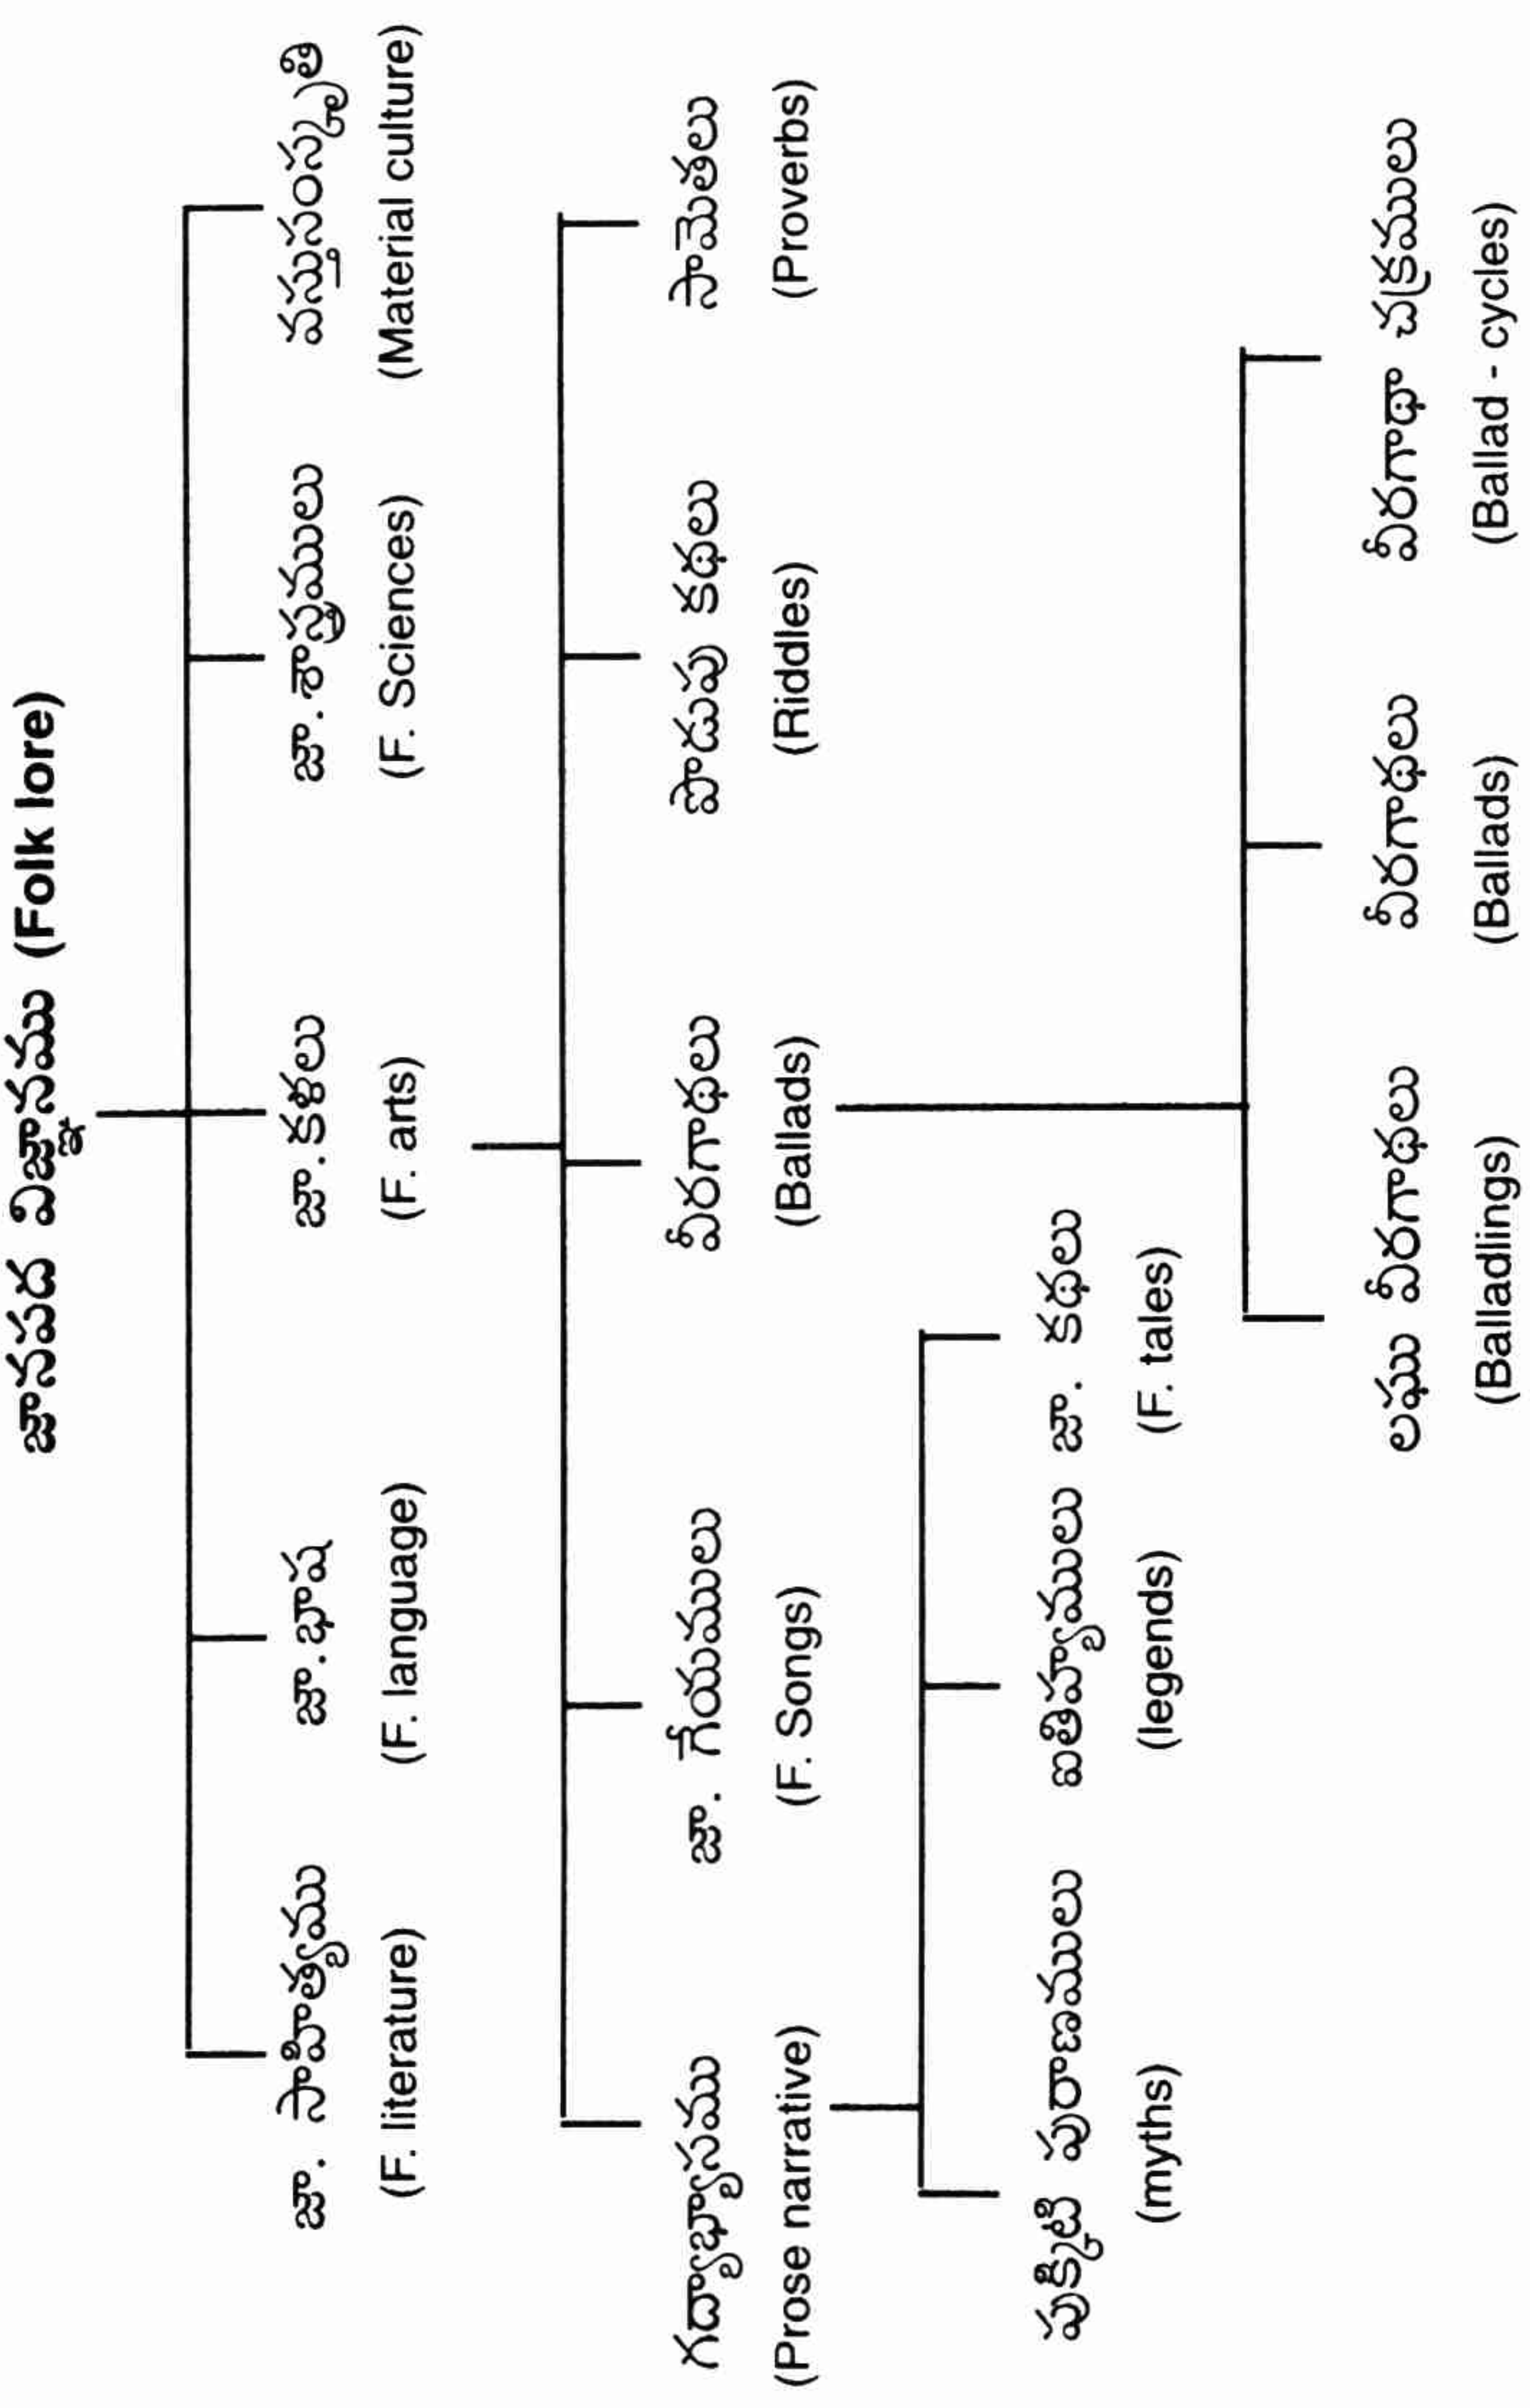 జానపద విజ్ఞానము (Folk lore)
జా. సాహిత్యము జా.భాష జా.కళలు జా.శాస్త్రములు వస్తుసంస్కృతి
(F. literature) (F. language) (F. arts) (F. Sciences) (Material culture)
గద్యాఖ్యానము జా. గేయములు వీరగాథలు పొడుపు కథలు సామెతలు
(Prose narrative) (F. Songs) (Ballads) (Riddles) (Proverbs)
పుక్కిటి పురాణములు ఐతిహ్యములు జా. కథలు
(myths) (legends) (F. tales)
లఘు వీరగాథలు వీరగాథలు వీరగాథా చక్రములు
(Balladlings) (Ballads) (Ballad - cycles)